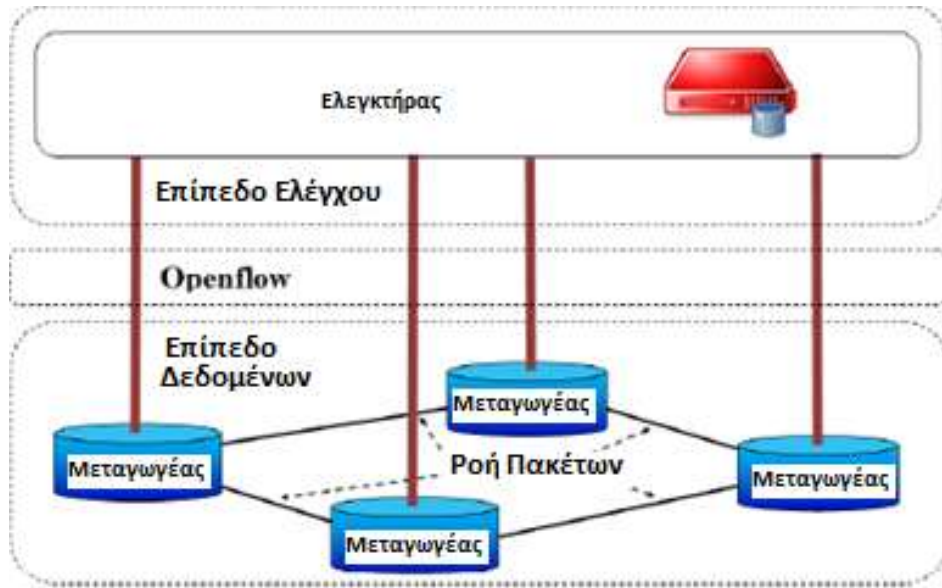 Ελεγκτήρας
Επίπεδο Ελέγχου
Openflow
Επίπεδο
Δεδομένων
Μεταγωγέας
Μεταγωγέας
Ροή Πακέτων
Μεταγωγέας
Μεταγωγέας